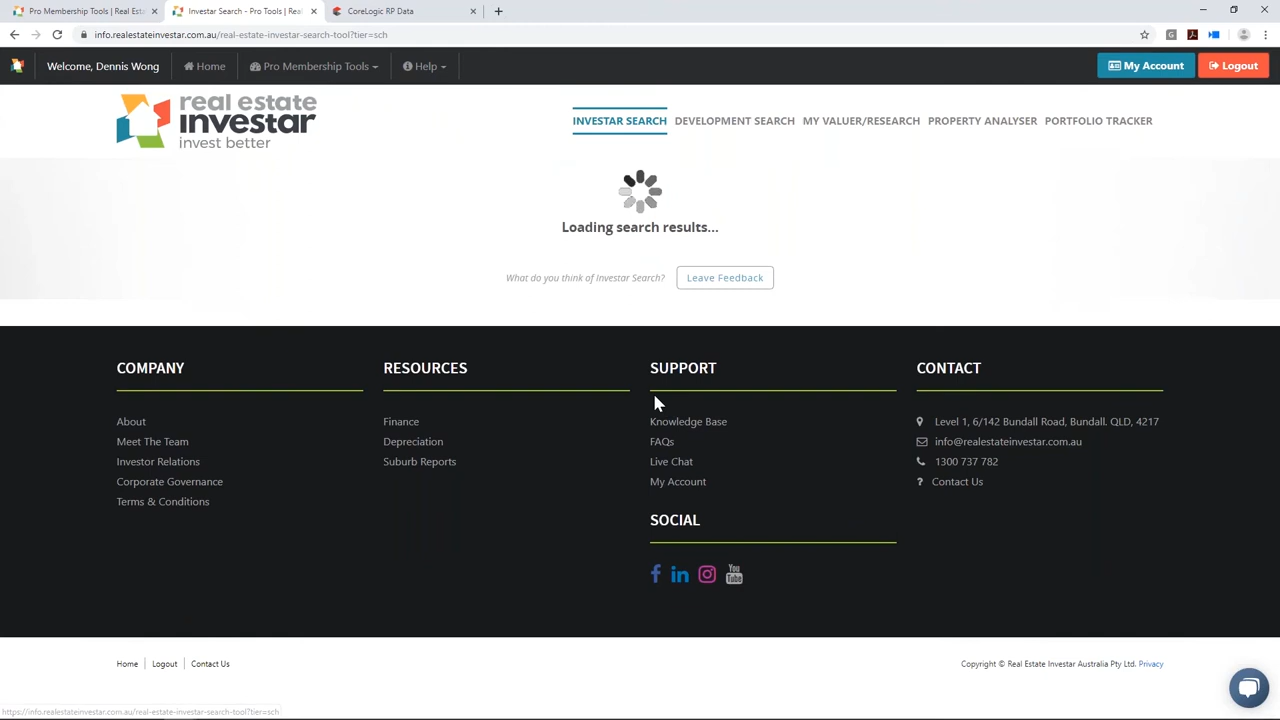 Pro Membership Tools | Real Esta
Investar Search - Pro Tools | Real
CoreLogic RP Data
info.realestateinvestar.com.au/real-estate-investar-search-tool?tier=sch
Welcome, Dennis Wong
Home
Pro Membership Tools
Help
My Account
Logout
real estate
investar
invest better
INVESTAR SEARCH
DEVELOPMENT SEARCH
MY VALUER/RESEARCH
PROPERTY ANALYSER
PORTFOLIO TRACKER
Loading search results...
What do you think of Investar Search?
Leave Feedback
COMPANY
About
Meet The Team
Investor Relations
Corporate Governance
Terms & Conditions
RESOURCES
Finance
Depreciation
Suburb Reports
SUPPORT
Knowledge Base
FAQs
Live Chat
My Account
SOCIAL
You
Tube
CONTACT
Level 1, 6/142 Bundall Road, Bundall. QLD, 4217
info@realestateinvestar.com.au
1300 737 782
Contact Us
Home
Logout
Contact Us
Copyright © Real Estate Investar Australia Pty Ltd. Privacy
https://info.realestateinvestar.com.au/real-estate-investar-search-tool?tier=sch